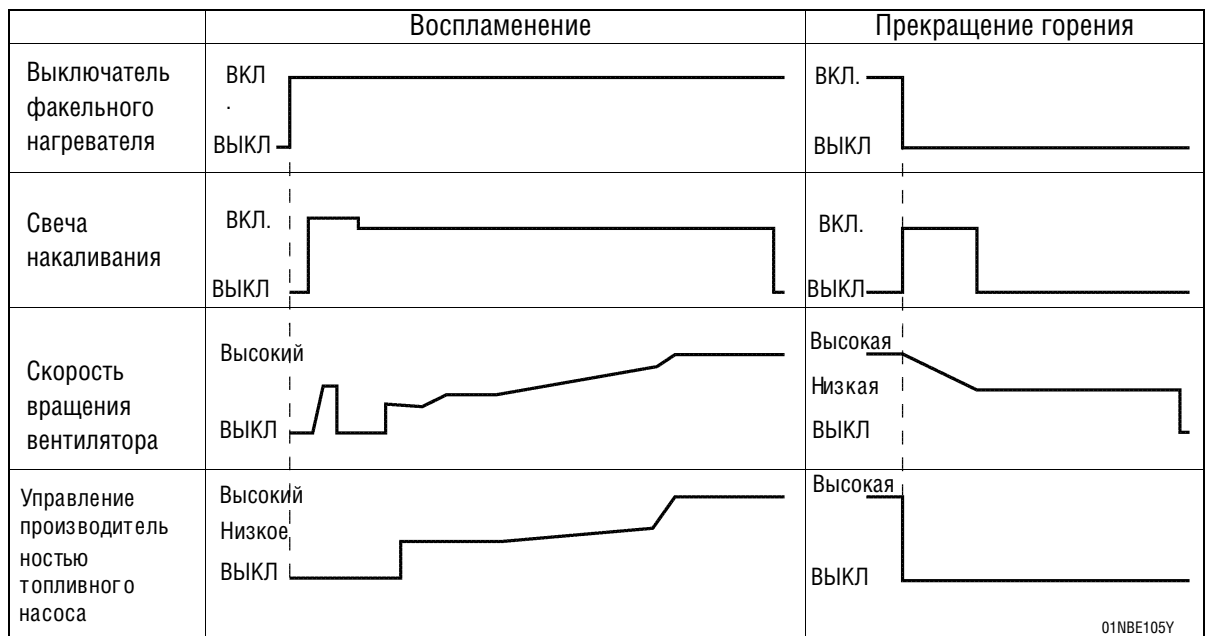 Воспламенение
Прекращение горения
Выключатель
факельного
нагревателя
ВКЛ
.
ВЫКЛ
ВКЛ.
ВЫКЛ
Свеча
накаливания
ВКЛ.
ВЫКЛ
ВКЛ.
ВЫКЛ
Скорость
вращения
вентилятора
Высокий
ВЫКЛ
Высокая
Низкая
ВЫКЛ
Управление
производитель
ностью
топливного
насоса
Высокий
Низкое
ВЫКЛ
Высокая
ВЫКЛ
01NBE105Y